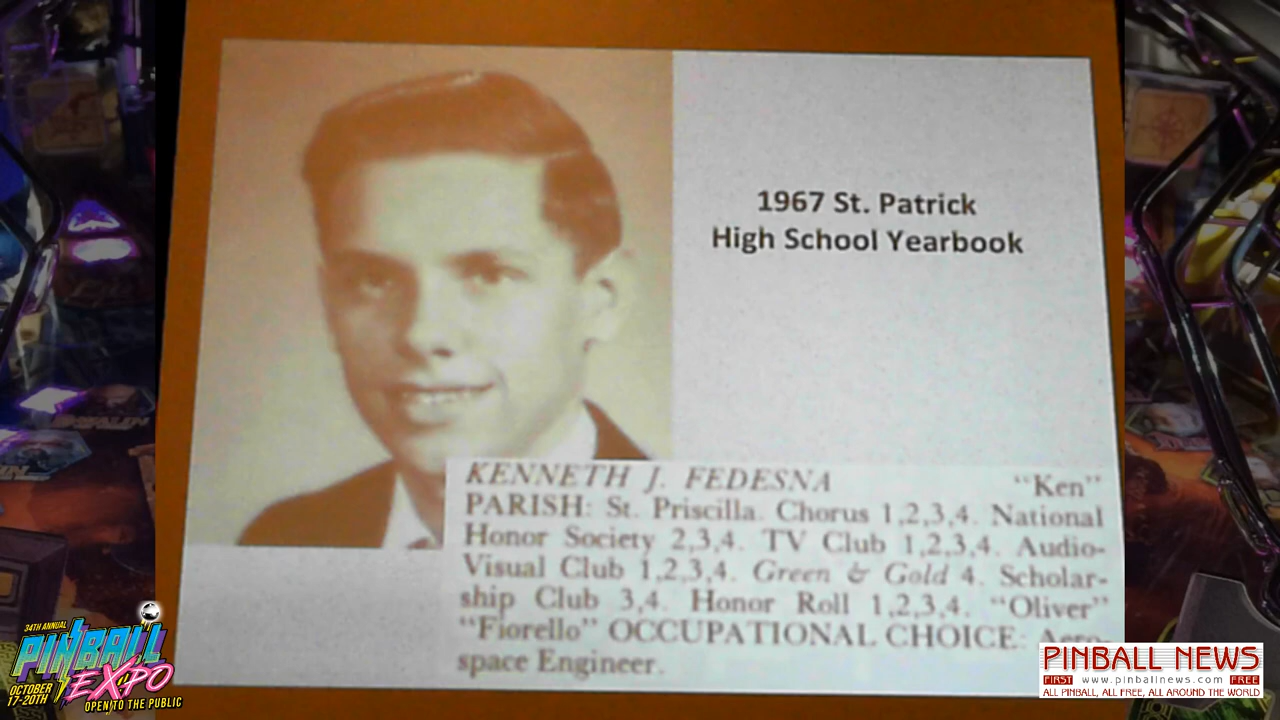 1967 St. Patrick
High School Yearbook
KENNETH J. FEDESNA "Ken"
PARISH: St. Priscilla. Chorus 1,2,3,4. National
Honor Society 2,3,4. TV Club 1,2,3,4. Audio-
Visual Club 1,2,3,4. Green & Gold 4. Scholar-
ship Club 3,4. Honor Roll 1,2,3,4. "Oliver"
"Fiorello" OCCUPATIONAL CHOICE: Aero-
space Engineer.
34TH ANNUAL
PINBALL
EXPO
OCTOBER
17-20TH
OPEN TO THE PUBLIC
PINBALL NEWS
FIRST www.pinballnews.com FREE
ALL PINBALL, ALL FREE, ALL AROUND THE WORLD